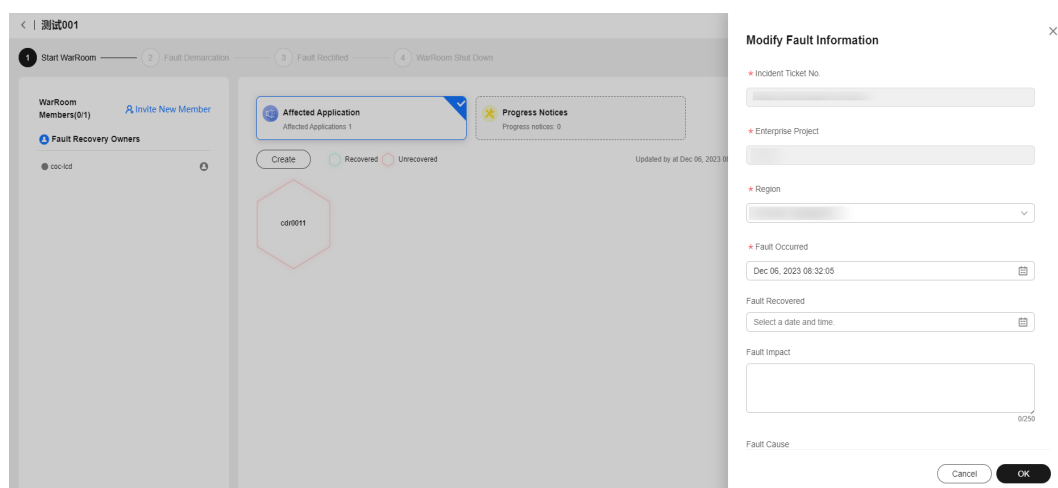 测试001
1 Start WarRoom
2 Fault Demarcation
3 Fault Rectified
4 WarRoom Shut Down
WarRoom
Members(0/1)
Invite New Member
Fault Recovery Owners
coc-lcd
Affected Application
Affected Applications 1
Progress Notices
Progress notices: 0
Create
Recovered
Unrecovered
Updated by at Dec 06, 2023 08
cdr0011
Modify Fault Information
* Incident Ticket No.
* Enterprise Project
* Region
* Fault Occurred
Dec 06, 2023 08:32:05
Fault Recovered
Select a date and time.
Fault Impact
0/250
Fault Cause
Cancel
OK